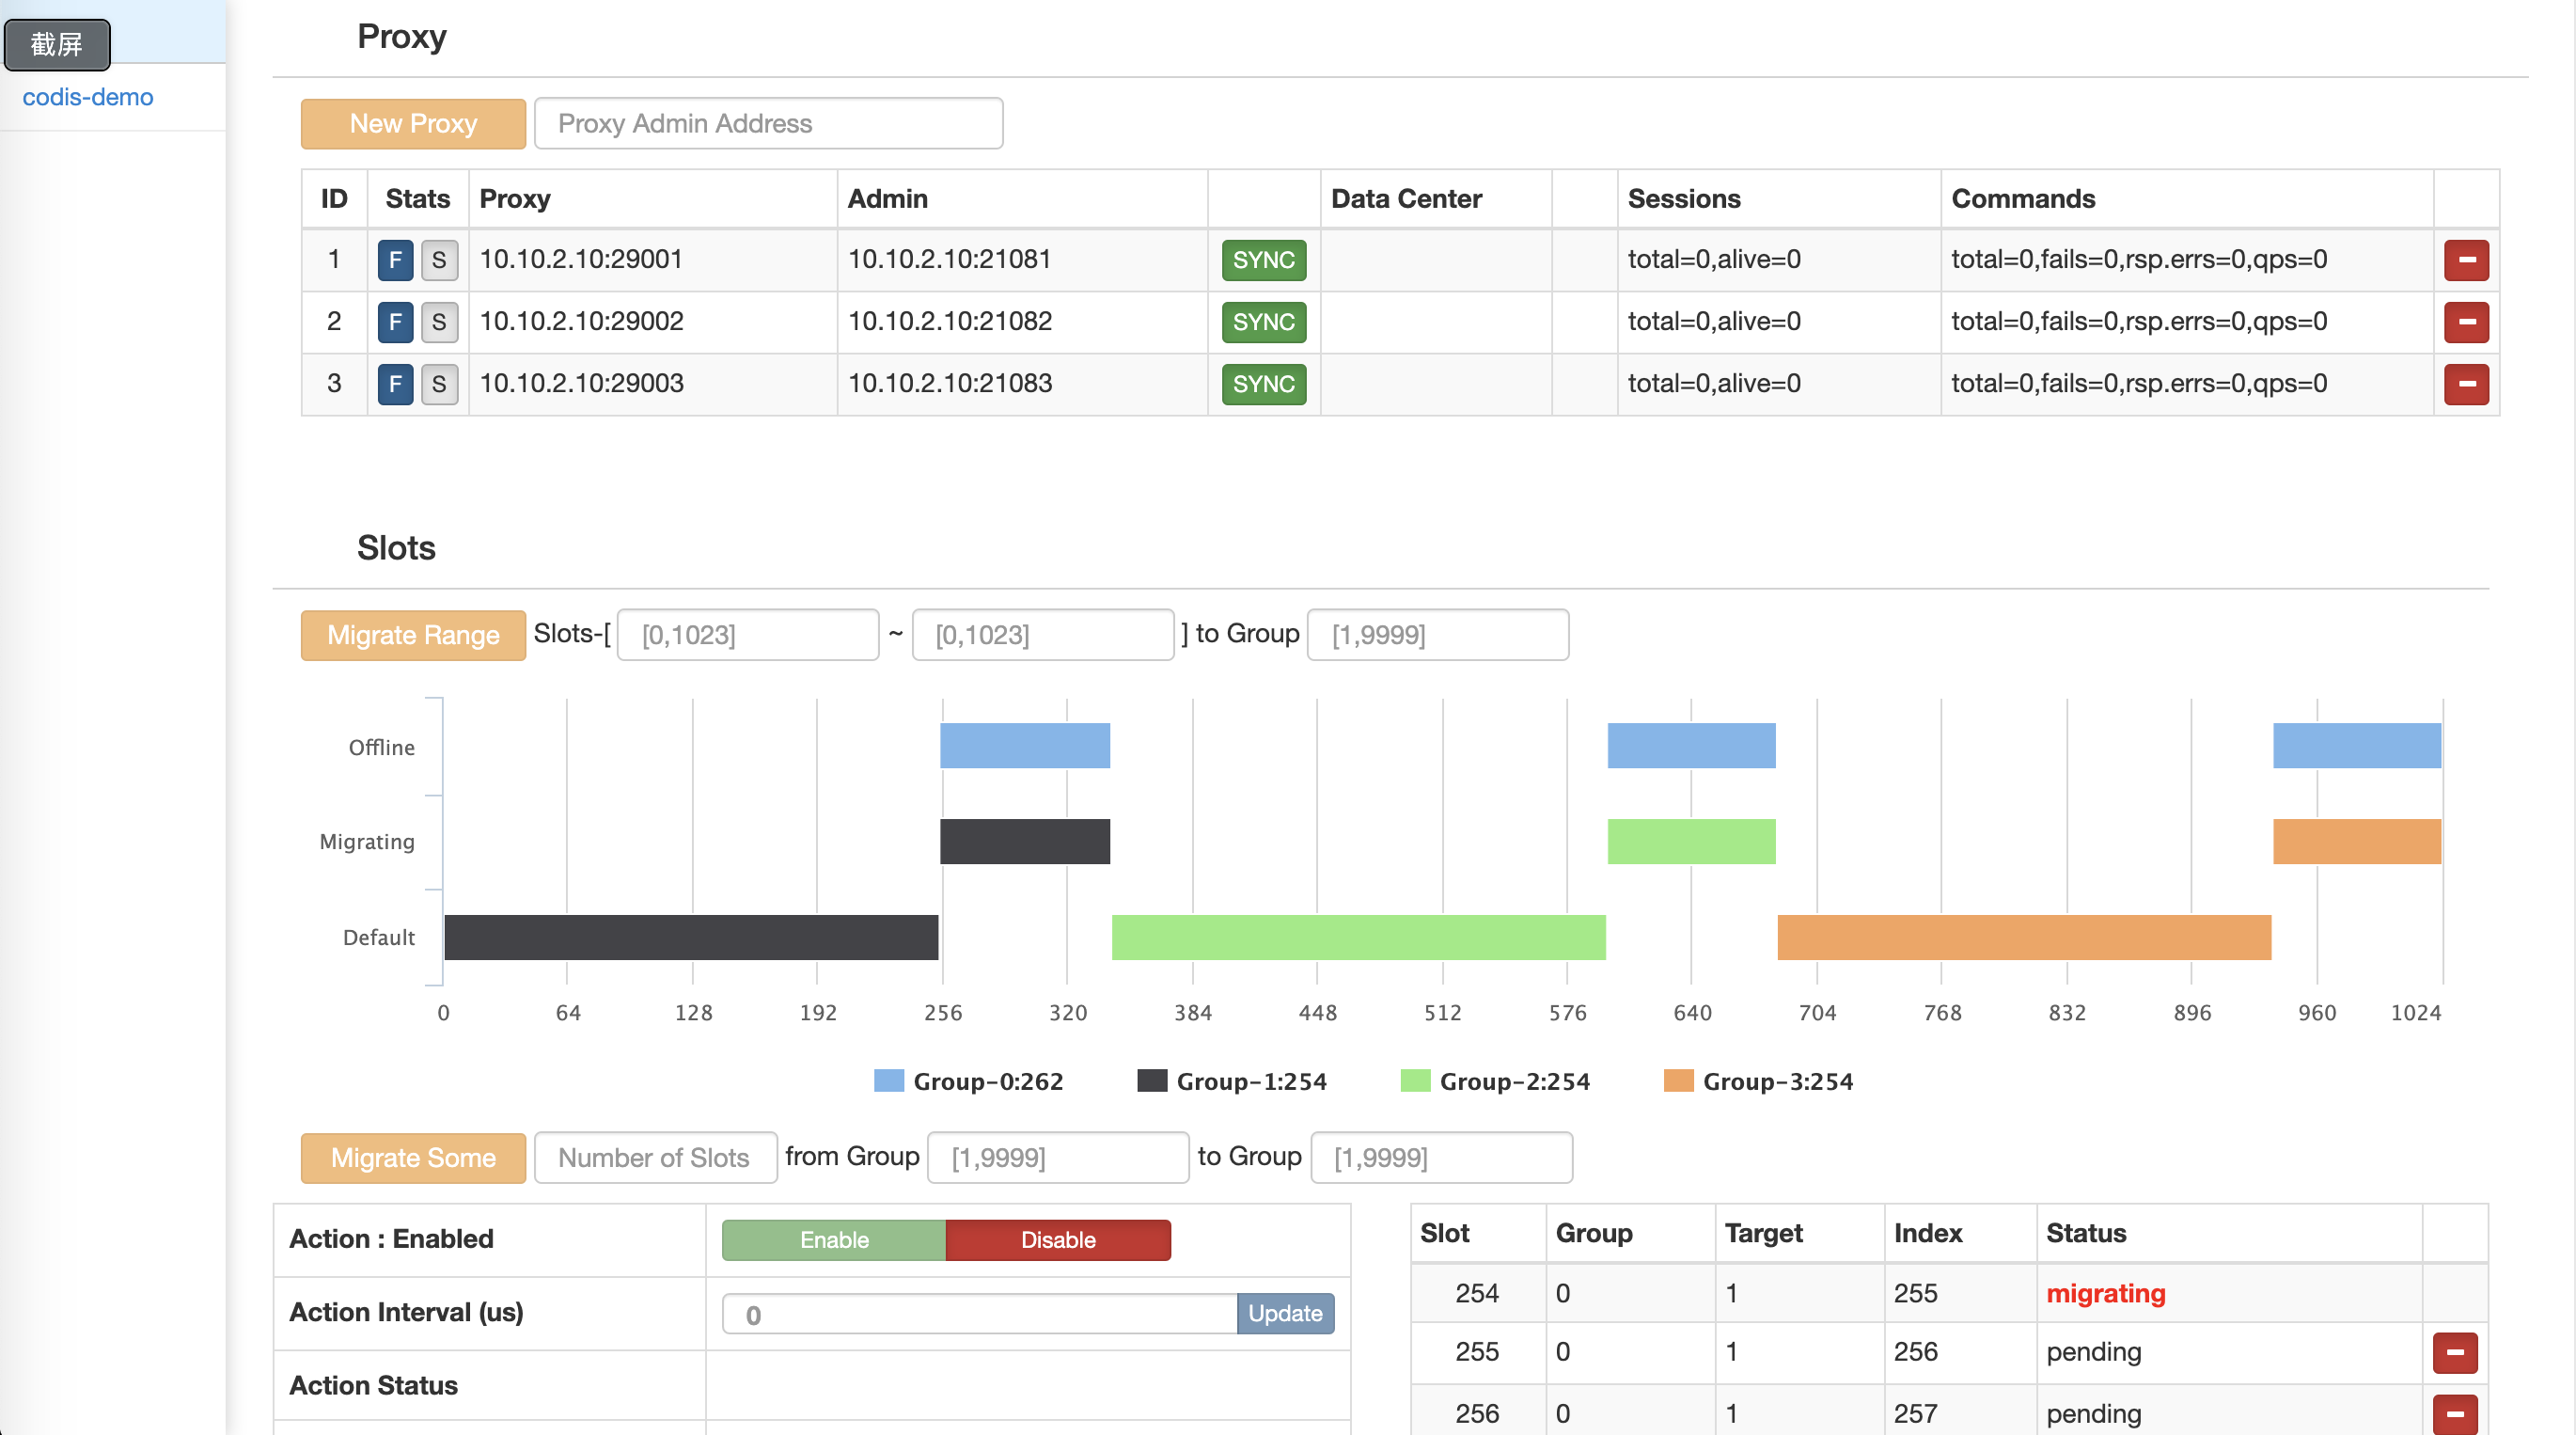 截屏
codis-demo
Proxy
New Proxy Proxy Admin Address
ID Stats Proxy Admin Data Center Sessions Commands
1 F S 10.10.2.10:29001 10.10.2.10:21081 SYNC total=0,alive=0 total=0,fails=0,rsp.errs=0,qps=0
2 F S 10.10.2.10:29002 10.10.2.10:21082 SYNC total=0,alive=0 total=0,fails=0,rsp.errs=0,qps=0
3 F S 10.10.2.10:29003 10.10.2.10:21083 SYNC total=0,alive=0 total=0,fails=0,rsp.errs=0,qps=0
Slots
Migrate Range Slots-[ [0,1023] ~ [0,1023] ] to Group [1,9999]
Offline
Migrating
Default
0 64 128 192 256 320 384 448 512 576 640 704 768 832 896 960 1024
Group-0:262 Group-1:254 Group-2:254 Group-3:254
Migrate Some Number of Slots from Group [1,9999] to Group [1,9999]
Action : Enabled Enable Disable
Action Interval (us) 0 Update
Action Status
Slot Group Target Index Status
254 0 1 255 migrating
255 0 1 256 pending
256 0 1 257 pending